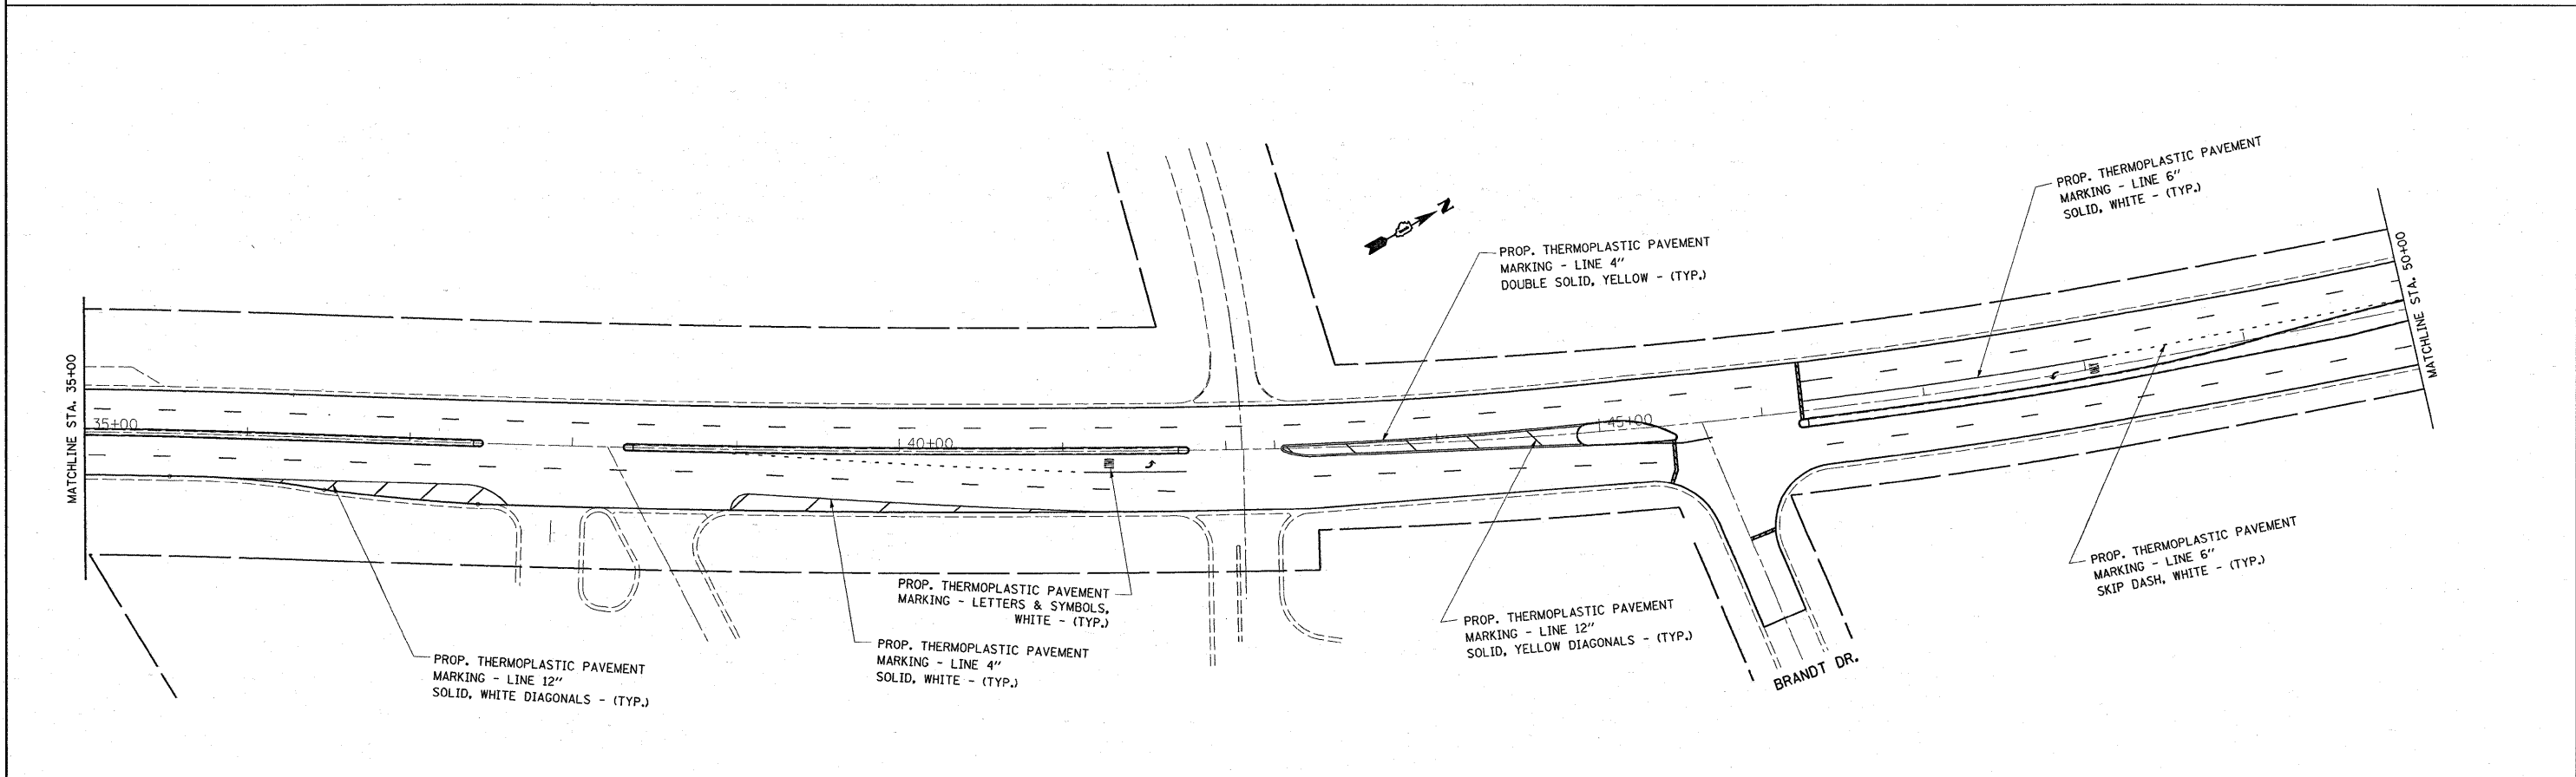 PROP. THERMOPLASTIC PAVEMENT
MARKING - LINE 6"
SOLID, WHITE - (TYP.)
N
PROP. THERMOPLASTIC PAVEMENT
MARKING - LINE 4"
DOUBLE SOLID, YELLOW - (TYP.)
MATCHLINE STA. 50+00
MATCHLINE STA. 35+00
35+00
40+00
45+00
ONLY
PROP. THERMOPLASTIC PAVEMENT
MARKING - LINE 6"
SKIP DASH, WHITE - (TYP.)
PROP. THERMOPLASTIC PAVEMENT
MARKING - LETTERS & SYMBOLS,
WHITE - (TYP.)
PROP. THERMOPLASTIC PAVEMENT
MARKING - LINE 12"
SOLID, YELLOW DIAGONALS - (TYP.)
PROP. THERMOPLASTIC PAVEMENT
MARKING - LINE 4"
SOLID, WHITE - (TYP.)
PROP. THERMOPLASTIC PAVEMENT
MARKING - LINE 12"
SOLID, WHITE DIAGONALS - (TYP.)
BRANDT DR.